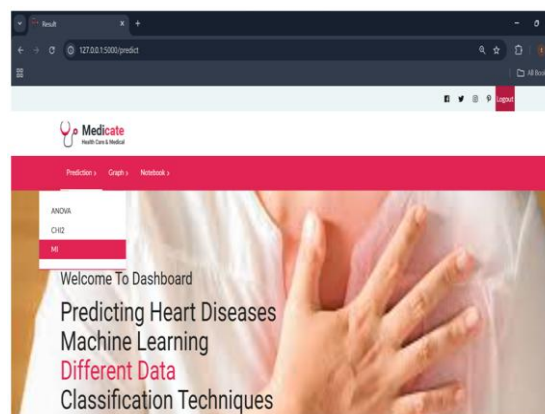 Result
127.0.0.1:5000/predict
All Boo
Logout
Medicate
Health Care & Medical
Prediction
Graph
Notebook
ANOVA
CHI2
MI
Welcome To Dashboard
Predicting Heart Diseases
Machine Learning
Different Data
Classification Techniques